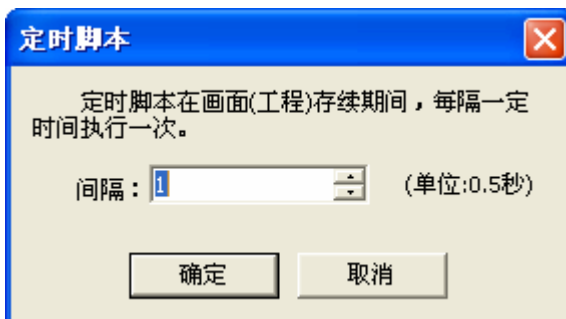 定时脚本
定时脚本在画面(工程)存续期间，每隔一定
时间执行一次。
间隔： 1 (单位:0.5秒)
确定 取消